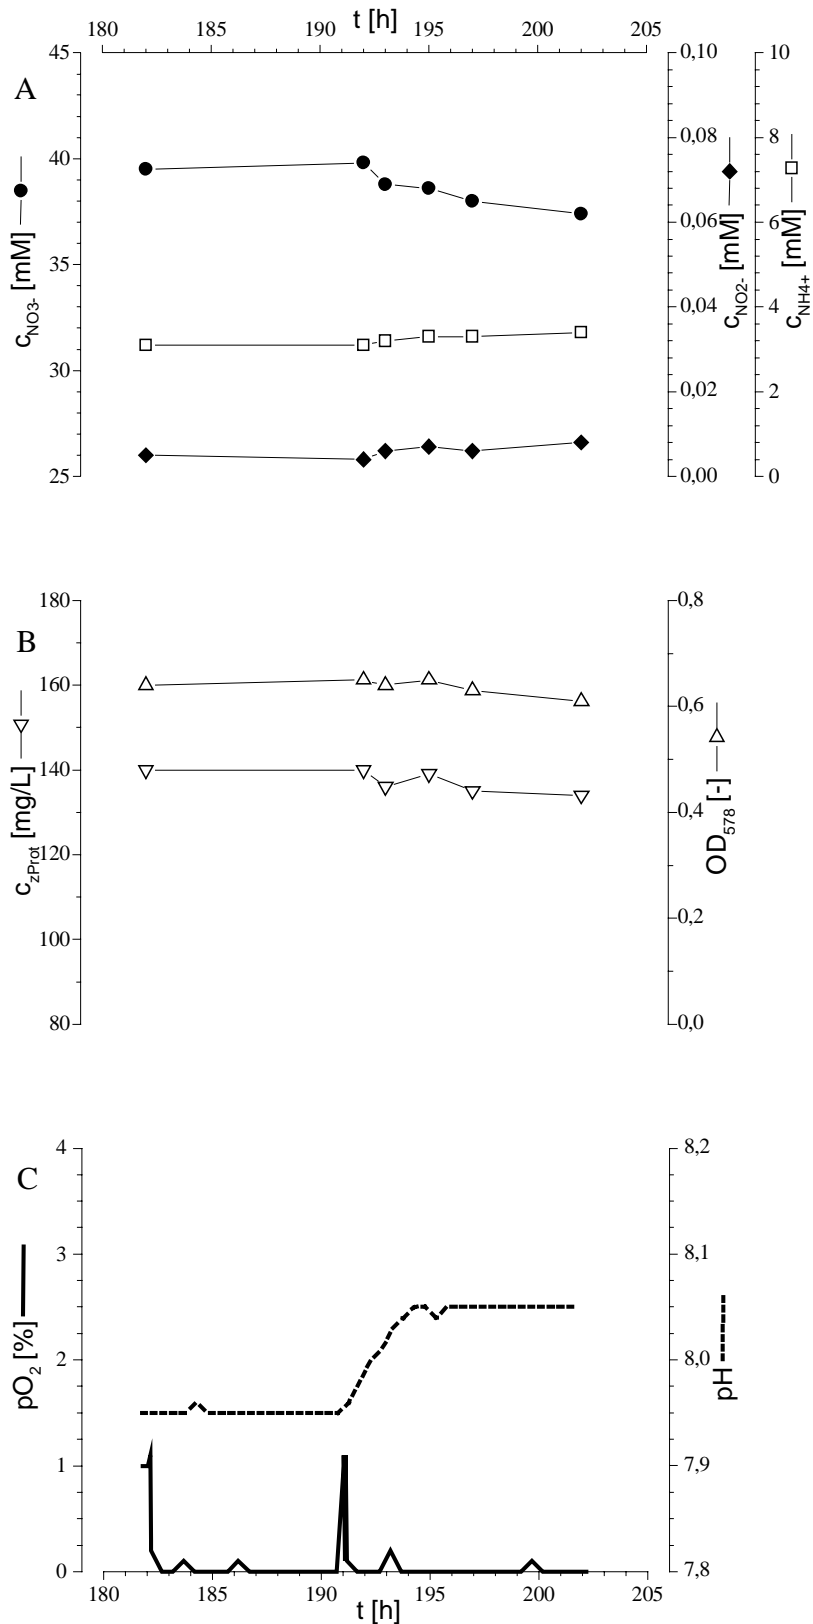 t [h]
180 185 190 195 200 205
A
45
40
35
30
25
c_NO3- [mM]
0,10
0,08
0,06
0,04
0,02
0,00
c_NO2- [mM]
10
8
6
4
2
0
c_NH4+ [mM]
B
180
160
140
120
100
80
c_zProt [mg/L]
0,8
0,6
0,4
0,2
0,0
OD_578 [-]
C
4
3
2
1
0
pO_2 [%]
8,2
8,1
8,0
7,9
7,8
pH
180 185 190 195 200 205
t [h]